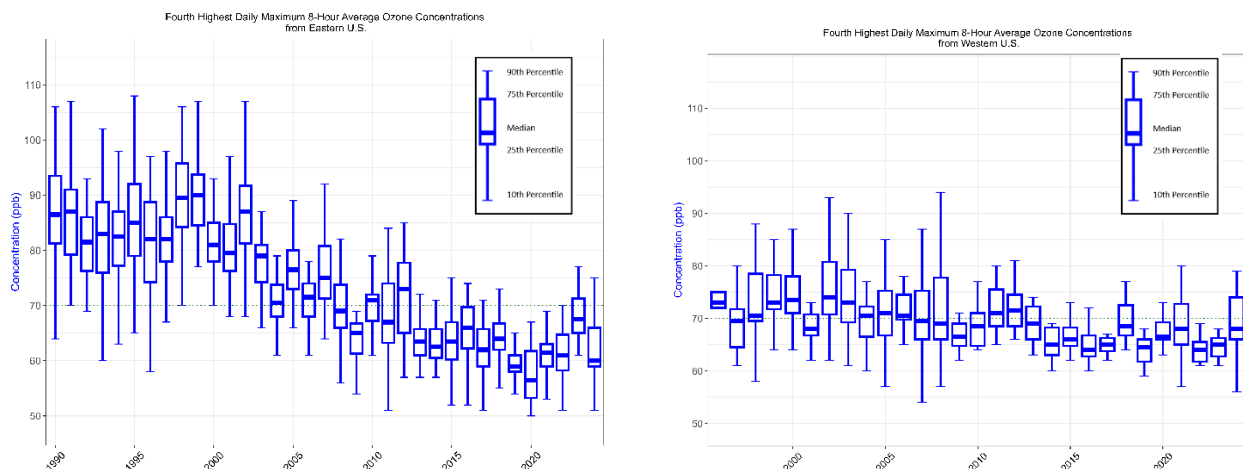 Fourth Highest Daily Maximum 8-Hour Average Ozone Concentrations
from Eastern U.S.
90th Percentile
75th Percentile
Median
25th Percentile
10th Percentile
Concentration (ppb)
110
100
90
80
70
60
50
1990
1995
2000
2005
2010
2015
2020
Fourth Highest Daily Maximum 8-Hour Average Ozone Concentrations
from Western U.S.
90th Percentile
75th Percentile
Median
25th Percentile
10th Percentile
Concentration (ppb)
110
100
90
80
70
60
50
2000
2005
2010
2015
2020